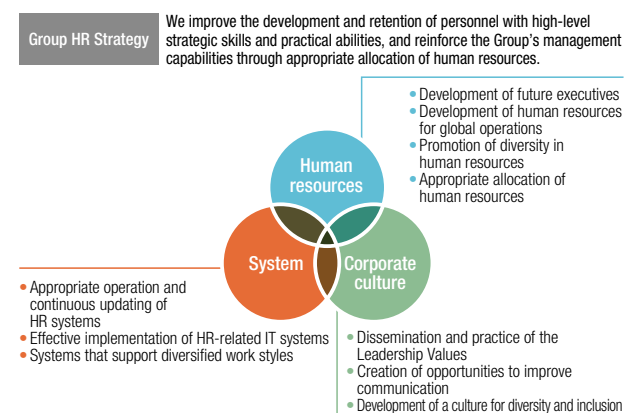 Group HR Strategy
We improve the development and retention of personnel with high-level
strategic skills and practical abilities, and reinforce the Group's management
capabilities through appropriate allocation of human resources.
• Development of future executives
• Development of human resources
for global operations
• Promotion of diversity in
human resources
• Appropriate allocation of
human resources
Human
resources
System
Corporate
culture
• Appropriate operation and
continuous updating of
HR systems
• Effective implementation of HR-related IT systems
• Systems that support diversified work styles
• Dissemination and practice of the
Leadership Values
• Creation of opportunities to improve
communication
• Development of a culture for diversity and inclusion